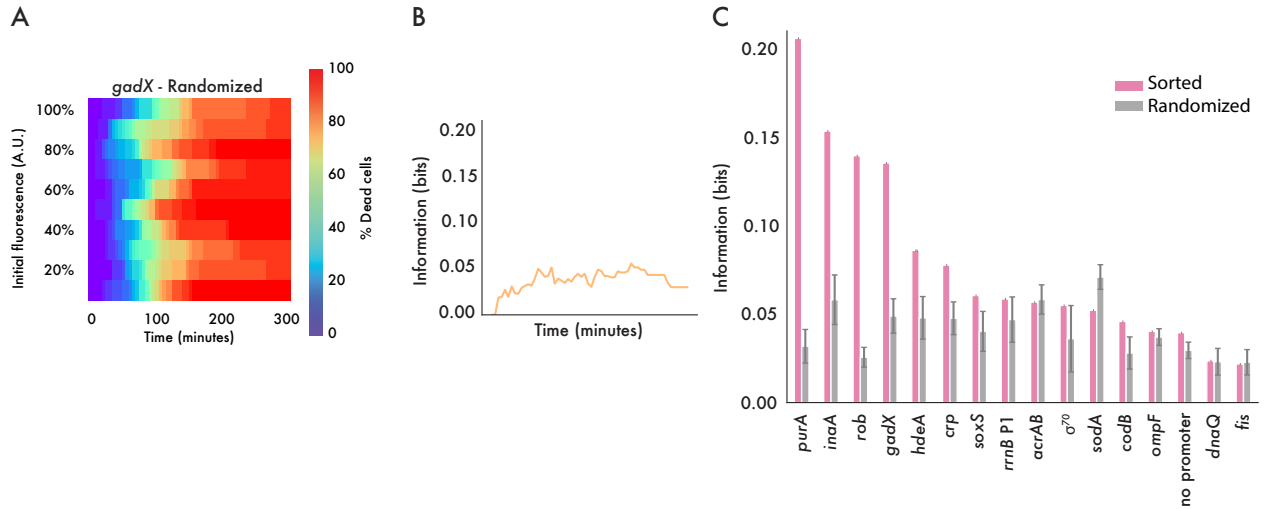 A
gadX - Randomized
Initial fluorescence (A.U.)
100%
80%
60%
40%
20%
0
100
200
300
Time (minutes)
100
80
60
40
20
0
% Dead cells
B
Information (bits)
0.20
0.15
0.10
0.05
0.00
Time (minutes)
C
Information (bits)
0.20
0.15
0.10
0.05
0.00
Sorted
Randomized
purA
inaA
rob
gadX
hdeA
crp
soxS
rrnB P1
acrAB
σ70
sodA
codB
ompF
no promoter
dnaQ
fis